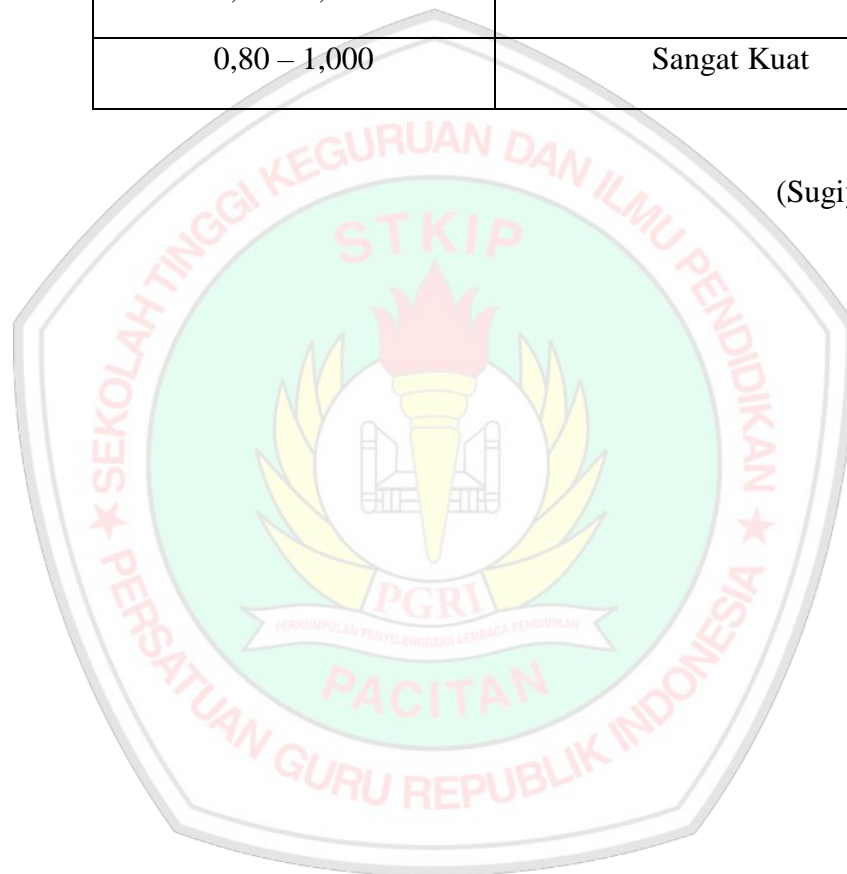 0,80 – 1,000 Sangat Kuat
SEKOLAH TINGGI KEGURUAN DAN ILMU PENDIDIKAN
STKIP
PGRI
PERKUMPULAN PENYELENGGARA LEMBAGA PENDIDIKAN
PACITAN
★ PERSATUAN GURU REPUBLIK INDONESIA ★